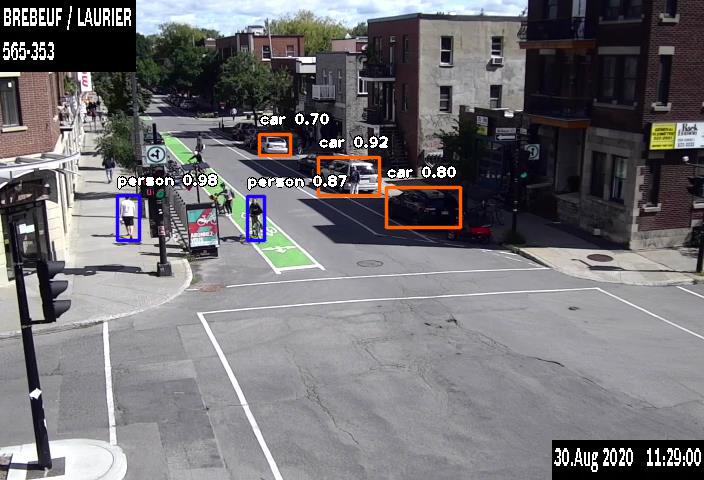 BREBEUF / LAURIER
565-353
car 0.70
car 0.92
car 0.80
person 0.98
person 0.87
30.Aug 2020 11:29:00